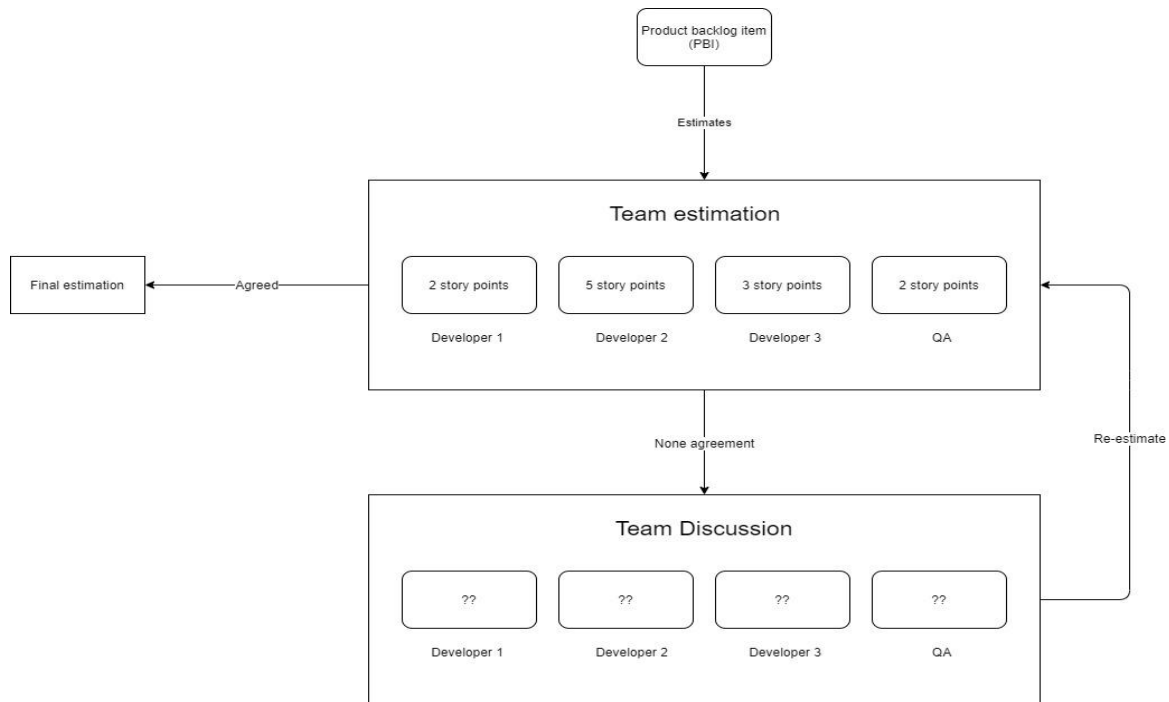 Product backlog item
(PBI)
Estimates
Team estimation
2 story points
5 story points
3 story points
2 story points
Developer 1
Developer 2
Developer 3
QA
Final estimation
Agreed
None agreement
Re-estimate
Team Discussion
??
??
??
??
Developer 1
Developer 2
Developer 3
QA